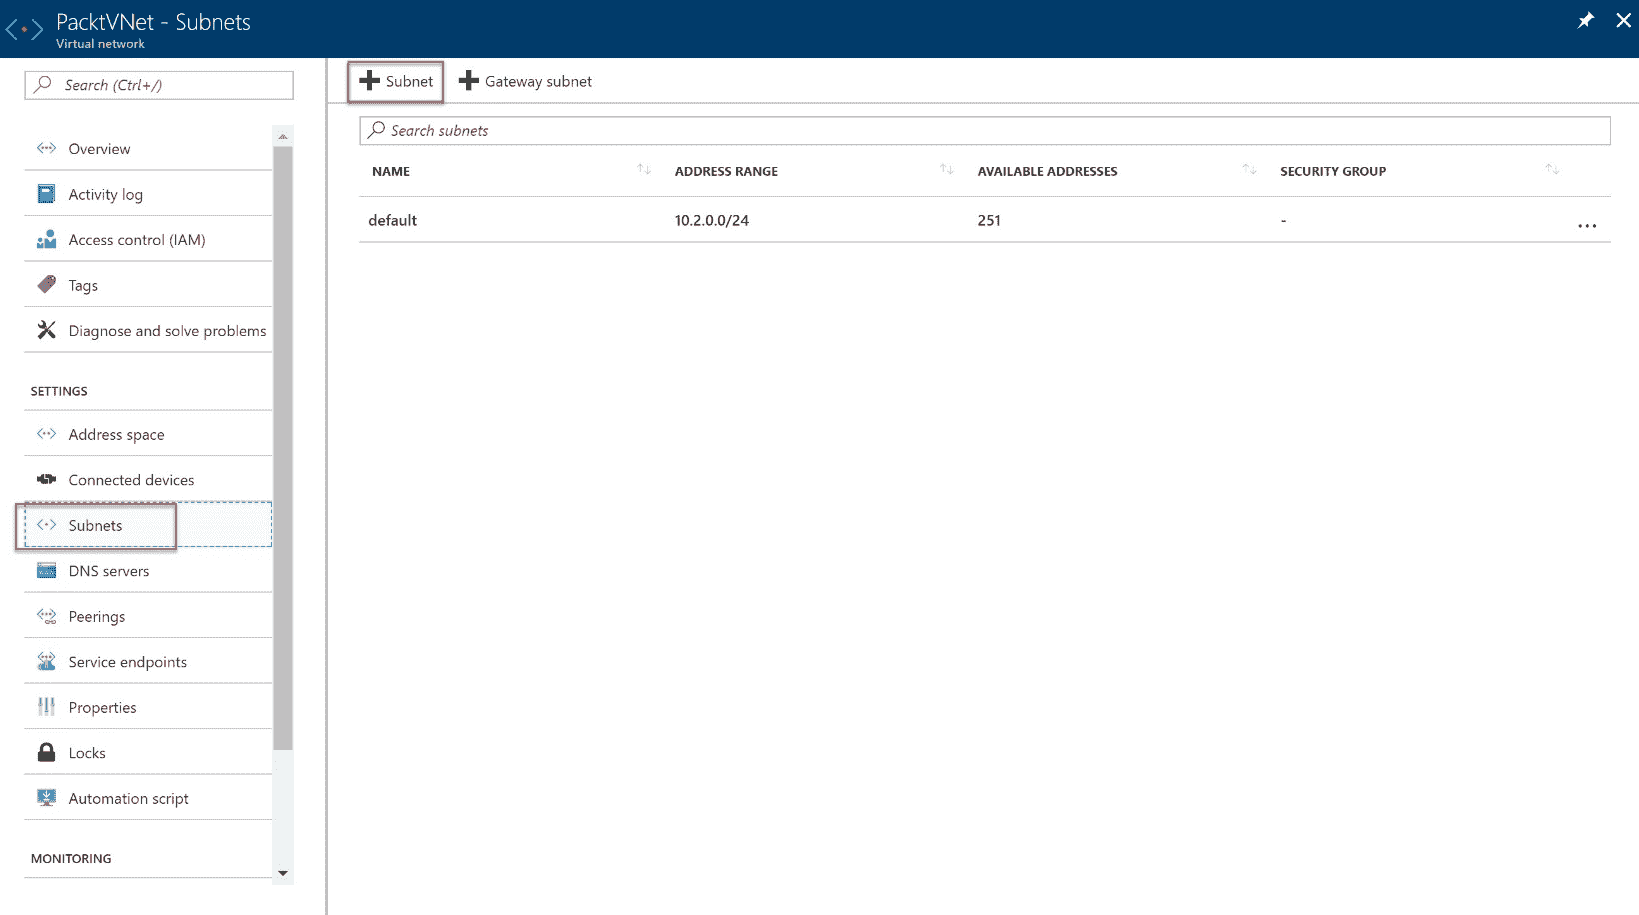 PacktVNet - Subnets
Virtual network
Search (Ctrl+/)
Overview
Activity log
Access control (IAM)
Tags
Diagnose and solve problems
SETTINGS
Address space
Connected devices
Subnets
DNS servers
Peerings
Service endpoints
Properties
Locks
Automation script
MONITORING
Subnet Gateway subnet
Search subnets
NAME ADDRESS RANGE AVAILABLE ADDRESSES SECURITY GROUP
default 10.2.0.0/24 251 - ...